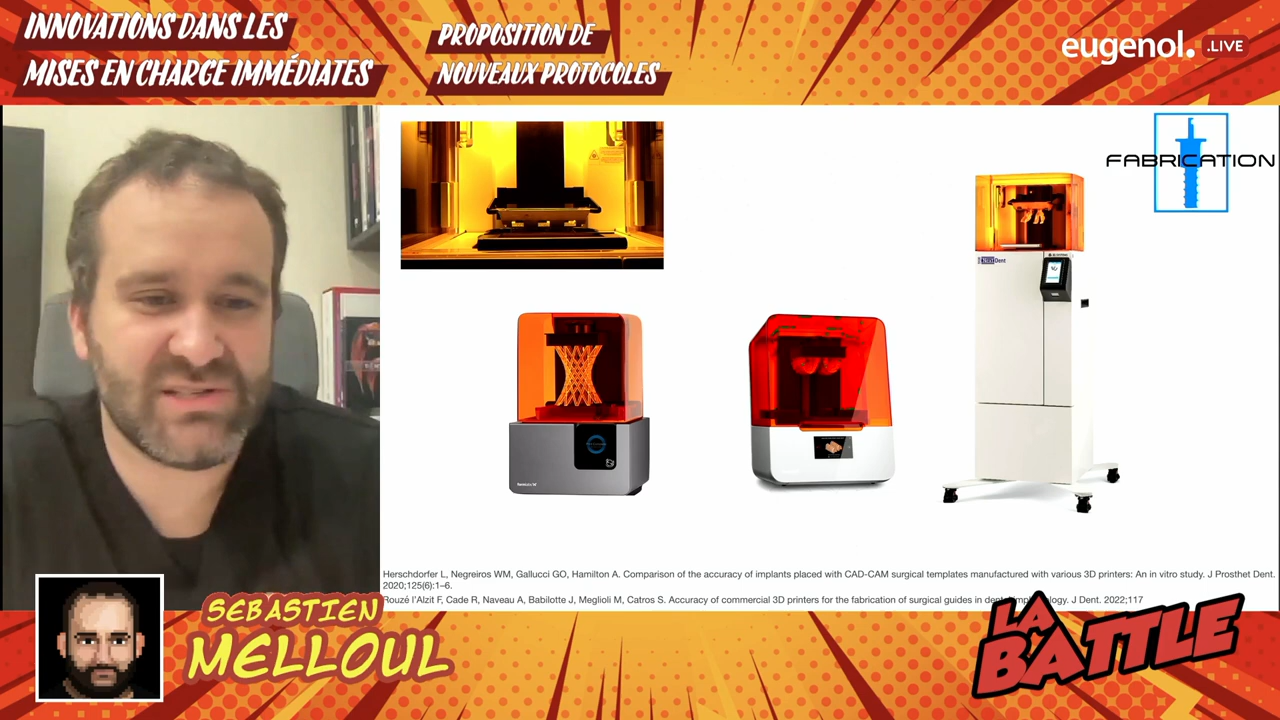 INNOVATIONS DANS LES
MISES EN CHARGE IMMÉDIATES
PROPOSITION DE
NOUVEAUX PROTOCOLES
eugenol. .LIVE
FABRICATION
Herschdorfer L, Negreiros WM, Gallucci GO, Hamilton A. Comparison of the accuracy of implants placed with CAD-CAM surgical templates manufactured with various 3D printers: An in vitro study. J Prosthet Dent.
2020;125(6):1–6.
Rouzé l'Alzit F, Cade R, Naveau A, Babilotte J, Meglioli M, Catros S. Accuracy of commercial 3D printers for the fabrication of surgical guides in
J Dent. 2022;117
SEBASTIEN
MELLOUL
LA
BATTLE